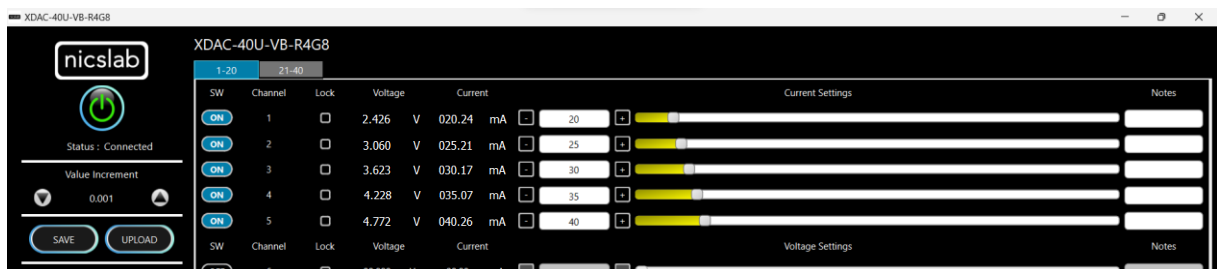 XDAC-40U-VB-R4G8
nicslab
XDAC-40U-VB-R4G8
1-20 21-40
SW Channel Lock Voltage Current Current Settings Notes
ON 1 2.426 V 020.24 mA - 20 +
ON 2 3.060 V 025.21 mA - 25 +
ON 3 3.623 V 030.17 mA - 30 +
ON 4 4.228 V 035.07 mA - 35 +
ON 5 4.772 V 040.26 mA - 40 +
SW Channel Lock Voltage Current Voltage Settings Notes
Status : Connected
Value Increment
0.001
SAVE UPLOAD